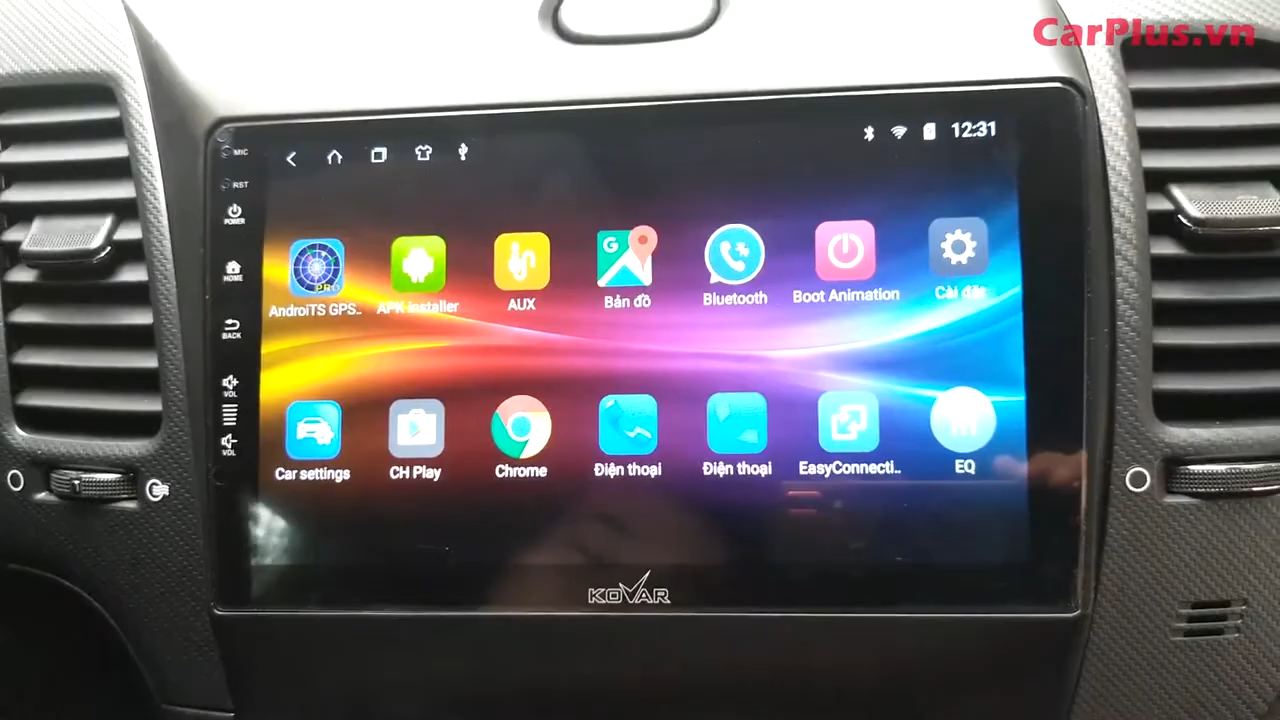 CarPlus.vn
12:31
MIC
RST
POWER
HOME
BACK
VOL
VOL
G
PRO
AndroiTS GPS..
APK installer
AUX
Bản đồ
Bluetooth
Boot Animation
Cài đặt
Car settings
CH Play
Chrome
Điện thoại
Điện thoại
EasyConnecti..
EQ
KOVAR